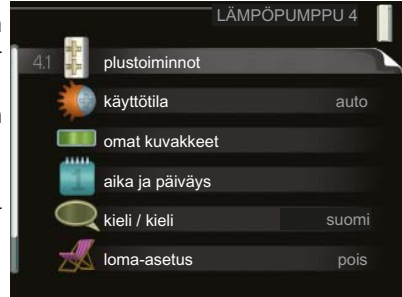 LÄMPÖPUMPPU 4
4.1 plustoiminnot
käyttötila auto
omat kuvakkeet
aika ja päiväys
kieli / kieli suomi
loma-asetus pois